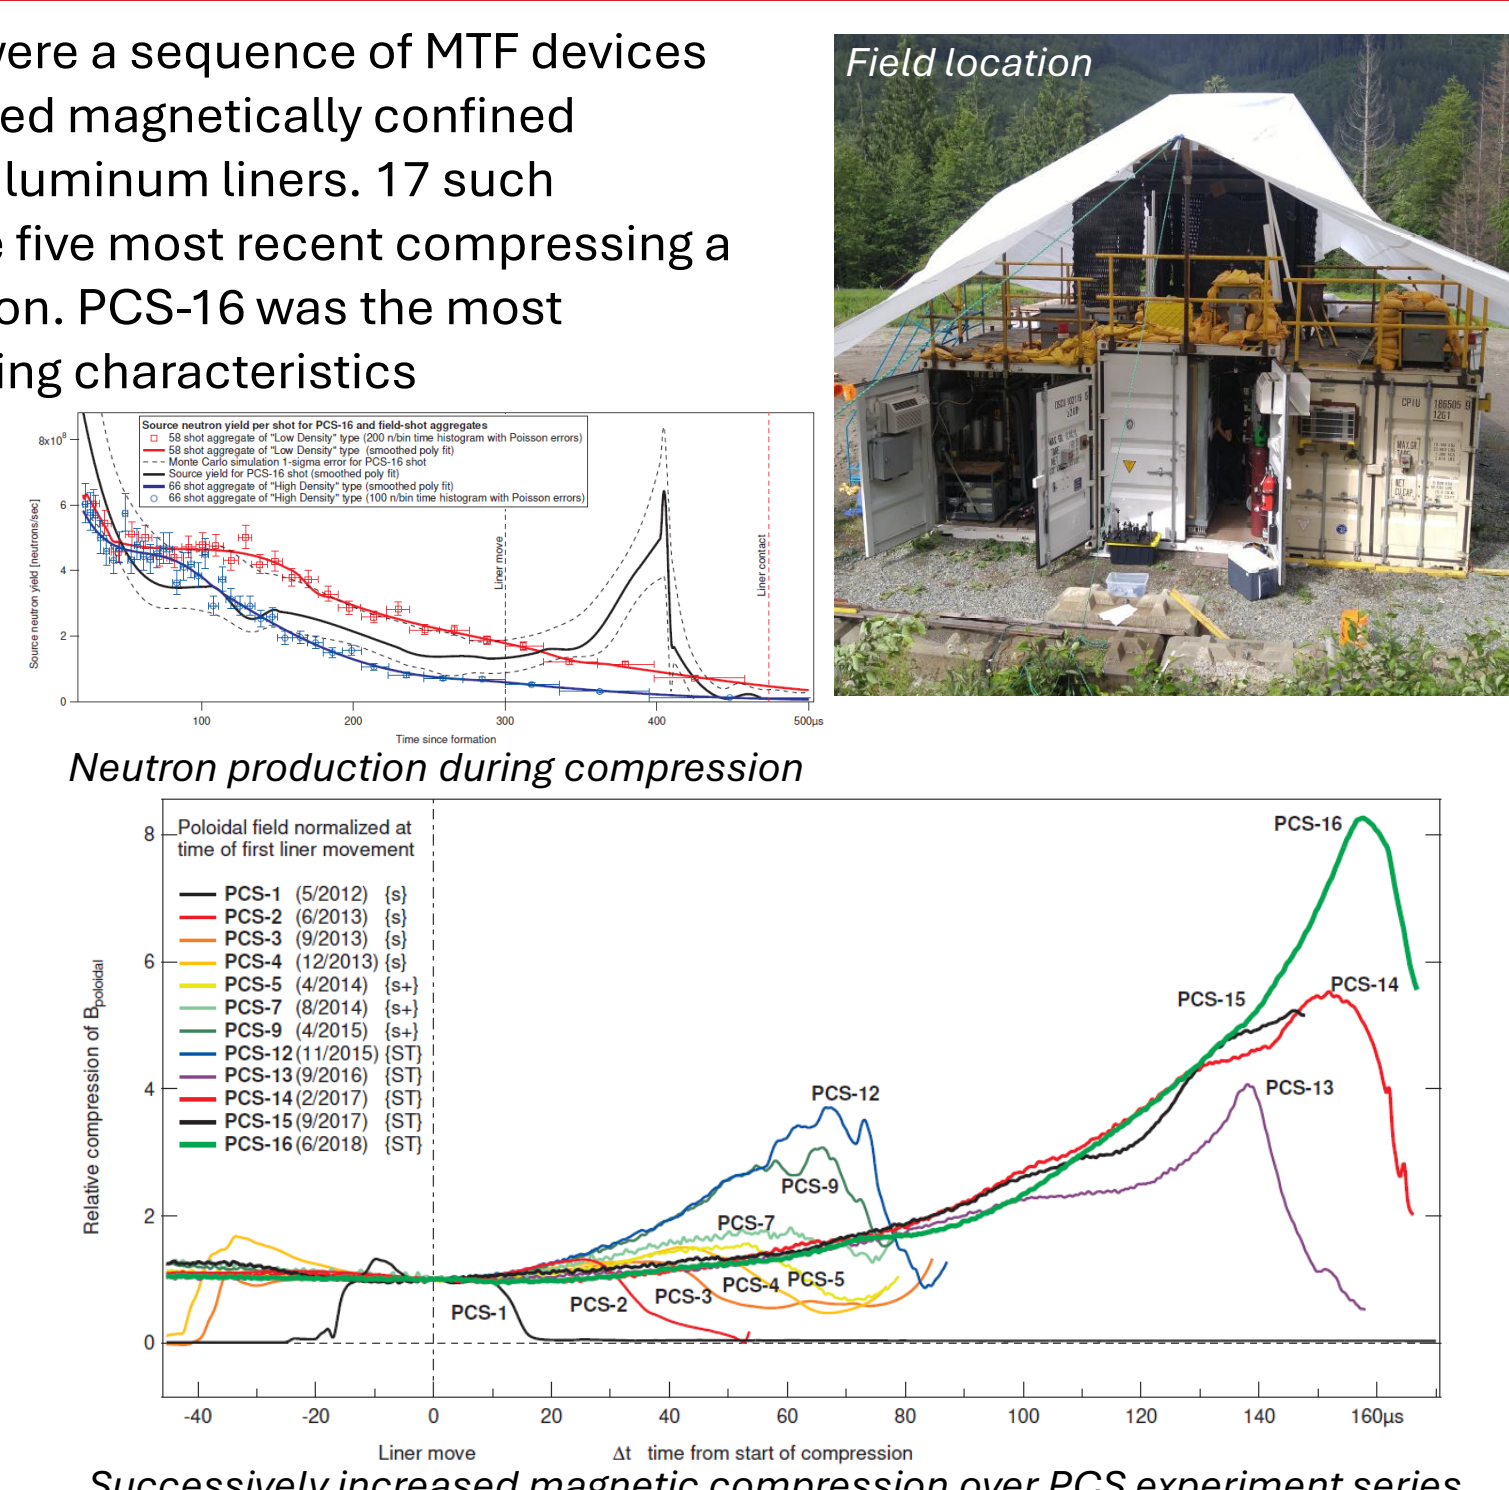 were a sequence of MTF devices
ed magnetically confined
luminum liners. 17 such
e five most recent compressing a
on. PCS-16 was the most
ing characteristics
Field location
CPIU 186505 9
12G1
MAX.GR.
NET
CU.CAP.
Source neutron yield per shot for PCS-16 and field-shot aggregates
58 shot aggregate of "Low Density" type (200 n/bin time histogram with Poisson errors)
58 shot aggregate of "Low Density" type (smoothed poly fit)
Monte Carlo simulation 1-sigma error for PCS-16 shot
Source yield for PCS-16 shot (smoothed poly fit)
66 shot aggregate of "High Density" type (smoothed poly fit)
66 shot aggregate of "High Density" type (100 n/bin time histogram with Poisson errors)
Source neutron yield [neutrons/sec]
8x10⁸
6
4
2
0
Liner move
Liner contact
100
200
300
400
500µs
Time since formation
Neutron production during compression
Poloidal field normalized at
time of first liner movement
PCS-1 (5/2012) {s}
PCS-2 (6/2013) {s}
PCS-3 (9/2013) {s}
PCS-4 (12/2013) {s}
PCS-5 (4/2014) {s+}
PCS-7 (8/2014) {s+}
PCS-9 (4/2015) {s+}
PCS-12 (11/2015) {ST}
PCS-13 (9/2016) {ST}
PCS-14 (2/2017) {ST}
PCS-15 (9/2017) {ST}
PCS-16 (6/2018) {ST}
Relative compression of Bpoloidal
8
6
4
2
0
PCS-16
PCS-15
PCS-14
PCS-13
PCS-12
PCS-9
PCS-7
PCS-5
PCS-4
PCS-3
PCS-2
PCS-1
-40
-20
0
20
40
60
80
100
120
140
160µs
Liner move
Δt time from start of compression
Successively increased magnetic compression over PCS experiment series